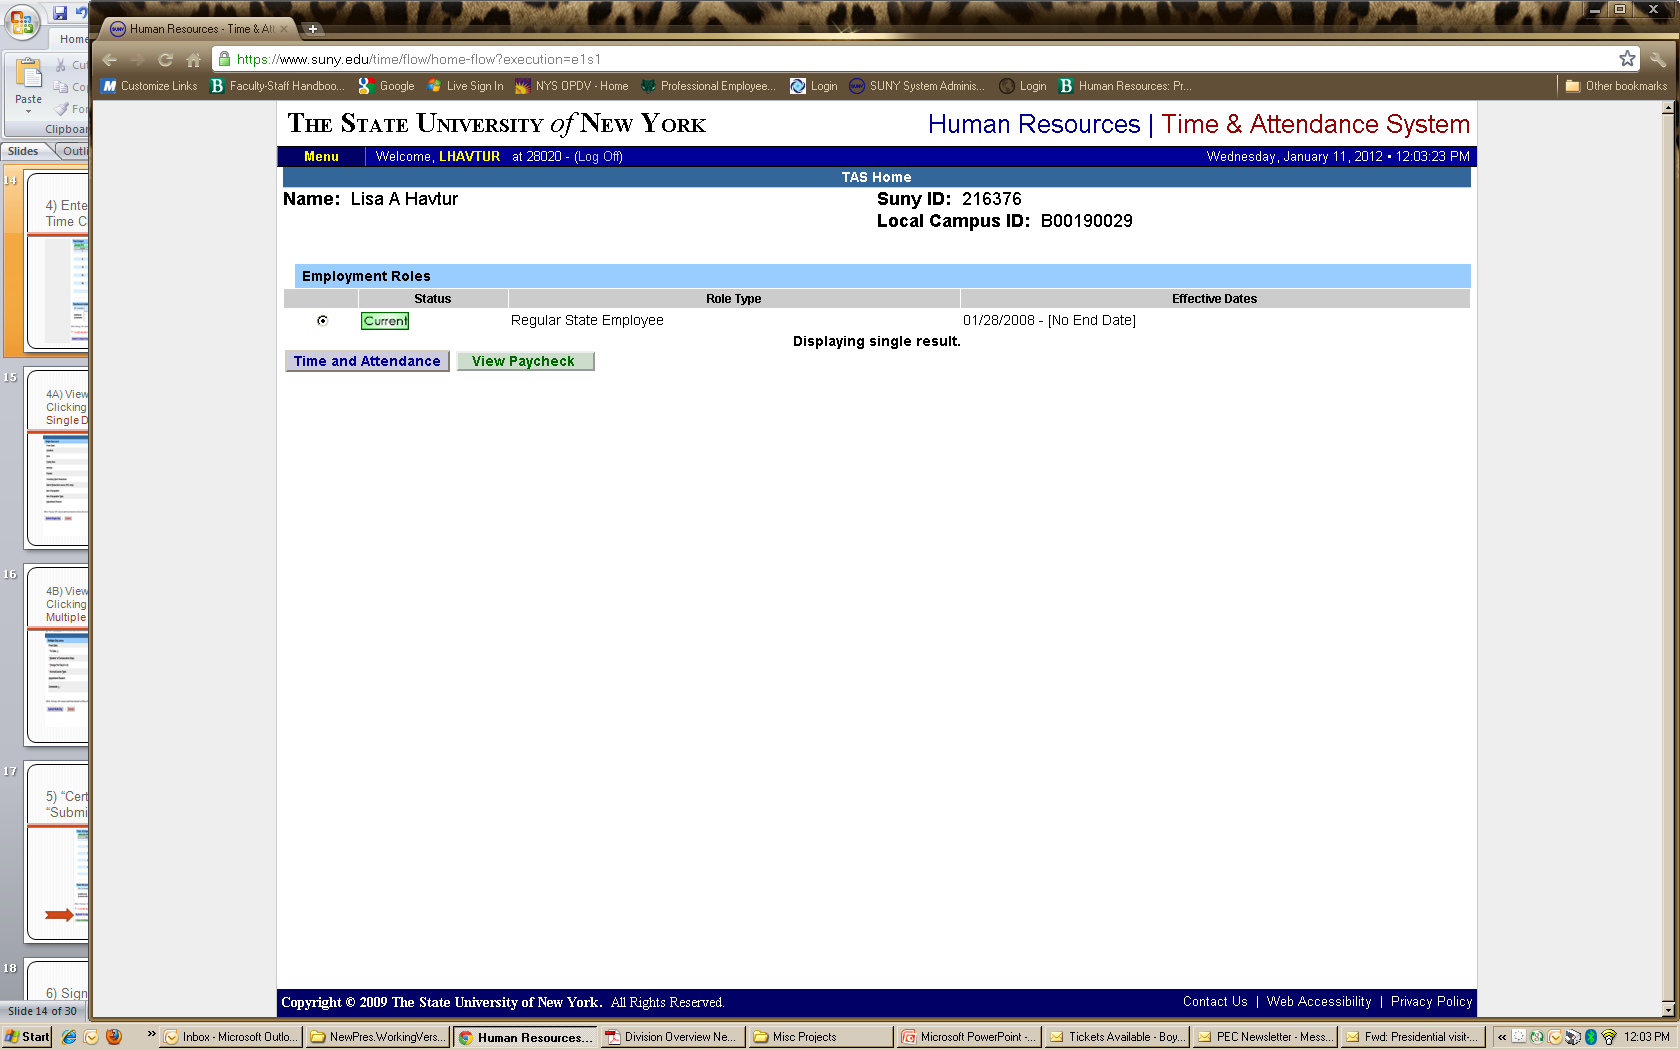 Home
Human Resources - Time & Att
https://www.suny.edu/time/flow/home-flow?execution=e1s1
Paste
Clipboar
Customize Links
Faculty-Staff Handboo...
Google
Live Sign In
NYS OPDV - Home
Professional Employee...
Login
SUNY System Adminis...
Login
Human Resources: Pr...
Other bookmarks
THE STATE UNIVERSITY of NEW YORK
Human Resources | Time & Attendance System
Menu
Welcome, LHAVTUR at 28020 - (Log Off)
Wednesday, January 11, 2012 • 12:03:23 PM
TAS Home
Name: Lisa A Havtur
Suny ID: 216376
Local Campus ID: B00190029
Employment Roles
Status Role Type Effective Dates
Current Regular State Employee 01/28/2008 - [No End Date]
Displaying single result.
Time and Attendance View Paycheck
Slides
Outli
14
4) Ente
Time C
15
4A) View
Clicking
Single D
16
4B) View
Clicking
Multiple
17
5) “Cert
“Submi
18
6) Sign
Slide 14 of 30
Copyright © 2009 The State University of New York. All Rights Reserved.
Contact Us | Web Accessibility | Privacy Policy
Start
Inbox - Microsoft Outlo...
NewPres.WorkingVers...
Human Resources...
Division Overview Ne...
Misc Projects
Microsoft PowerPoint -...
Tickets Available - Boy...
PEC Newsletter - Mess...
Fwd: Presidential visit-...
12:03 PM